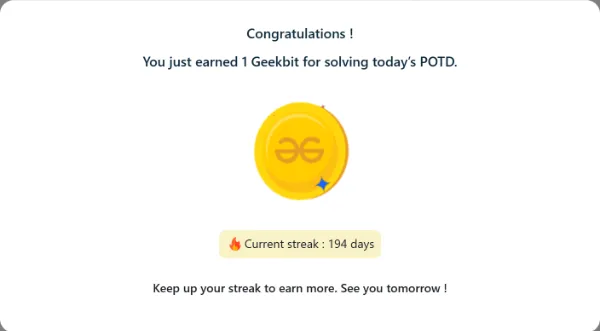 Congratulations !
You just earned 1 Geekbit for solving today's POTD.
Current streak : 194 days
Keep up your streak to earn more. See you tomorrow !